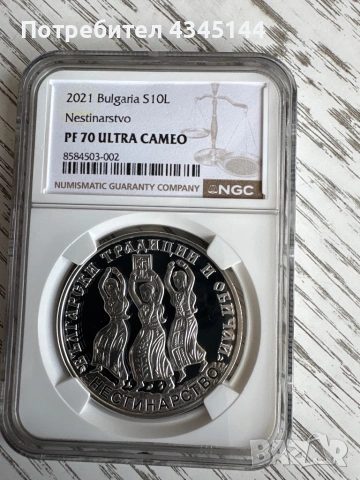 Потребител 4345144
2021 Bulgaria S10L
Nestinarstvo
PF 70 ULTRA CAMEO
8584503-002
NUMISMATIC GUARANTY COMPANY NGC
БЪЛГАРСКИ ТРАДИЦИИ И ОБИЧАИ
НЕСТИНАРСТВО
BAZAR